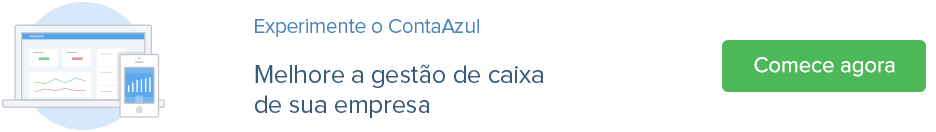 Experimente o ContaAzul
Melhore a gestão de caixa
de sua empresa
Comece agora